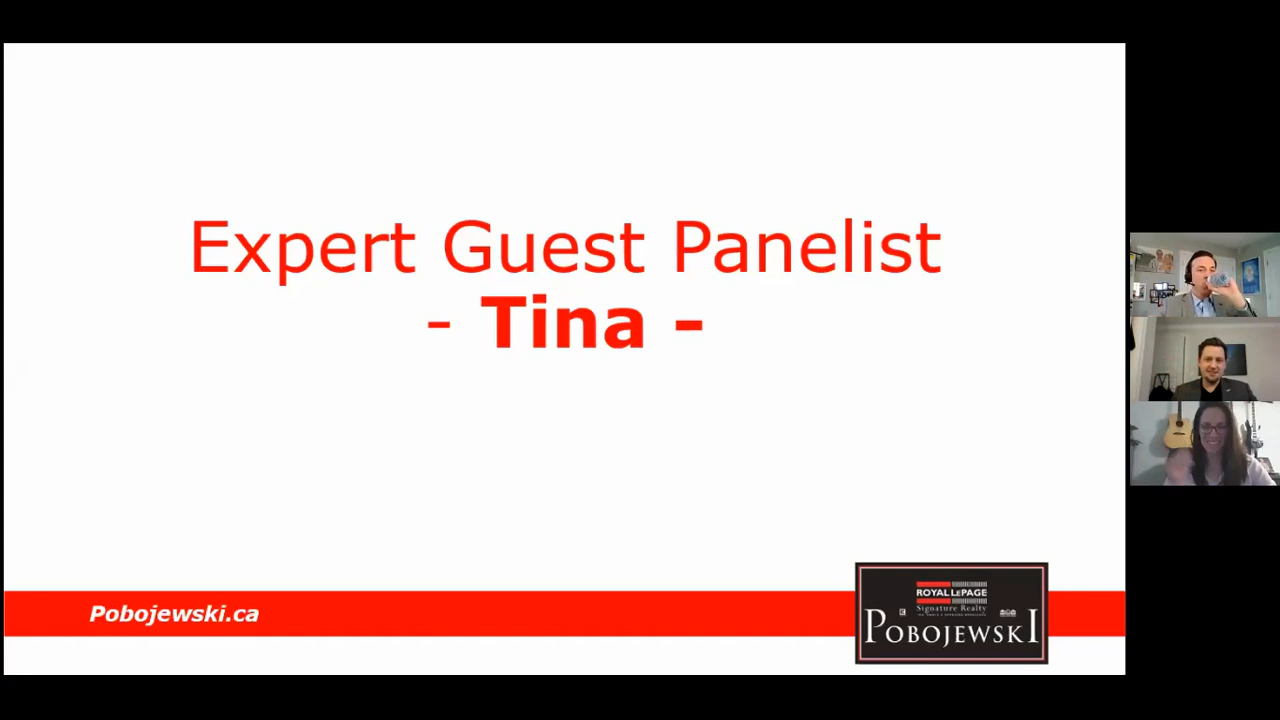 Expert Guest Panelist
- Tina -
Pobojewski.ca
ROYAL LEPAGE
Signature Realty
POBOJEWSKI